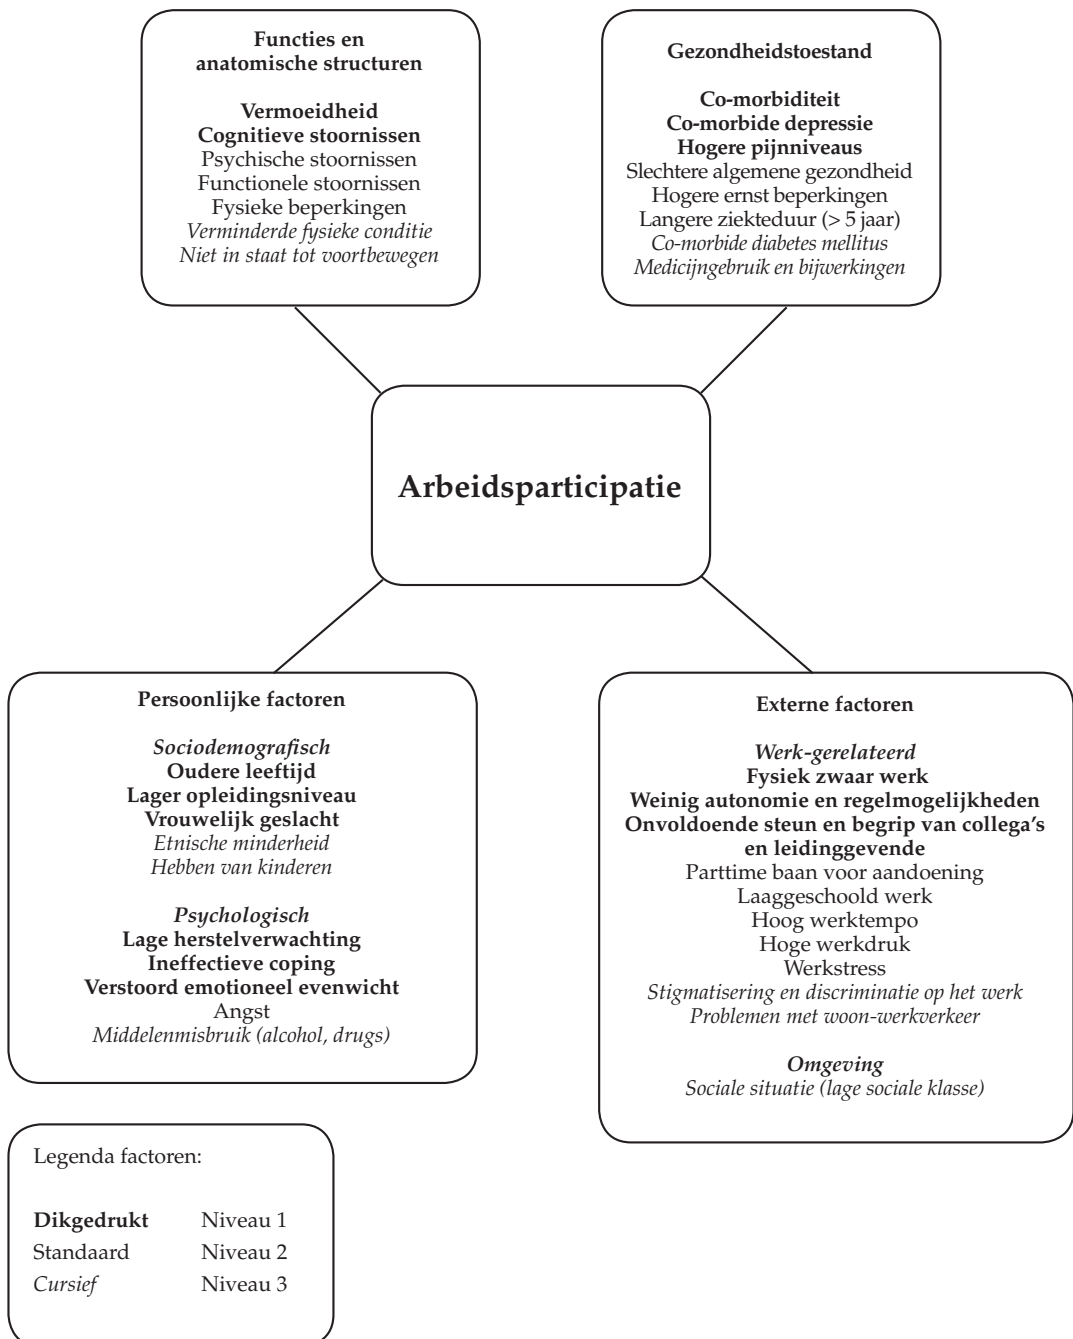 Functies en
anatomische structuren
Vermoeidheid
Cognitieve stoornissen
Psychische stoornissen
Functionele stoornissen
Fysieke beperkingen
Verminderde fysieke conditie
Niet in staat tot voortbewegen
Gezondheidstoestand
Co-morbiditeit
Co-morbide depressie
Hogere pijnniveaus
Slechtere algemene gezondheid
Hogere ernst beperkingen
Langere ziekteduur (> 5 jaar)
Co-morbide diabetes mellitus
Medicijngebruik en bijwerkingen
Arbeidsparticipatie
Persoonlijke factoren
Sociodemografisch
Oudere leeftijd
Lager opleidingsniveau
Vrouwelijk geslacht
Etnische minderheid
Hebben van kinderen
Psychologisch
Lage herstelverwachting
Ineffectieve coping
Verstoord emotioneel evenwicht
Angst
Middelenmisbruik (alcohol, drugs)
Externe factoren
Werk-gerelateerd
Fysiek zwaar werk
Weinig autonomie en regelmogelijkheden
Onvoldoende steun en begrip van collega's
en leidinggevende
Parttime baan voor aandoening
Laaggeschoold werk
Hoog werktempo
Hoge werkdruk
Werkstress
Stigmatisering en discriminatie op het werk
Problemen met woon-werkverkeer
Omgeving
Sociale situatie (lage sociale klasse)
Legenda factoren:
Dikgedrukt Niveau 1
Standaard Niveau 2
Cursief Niveau 3